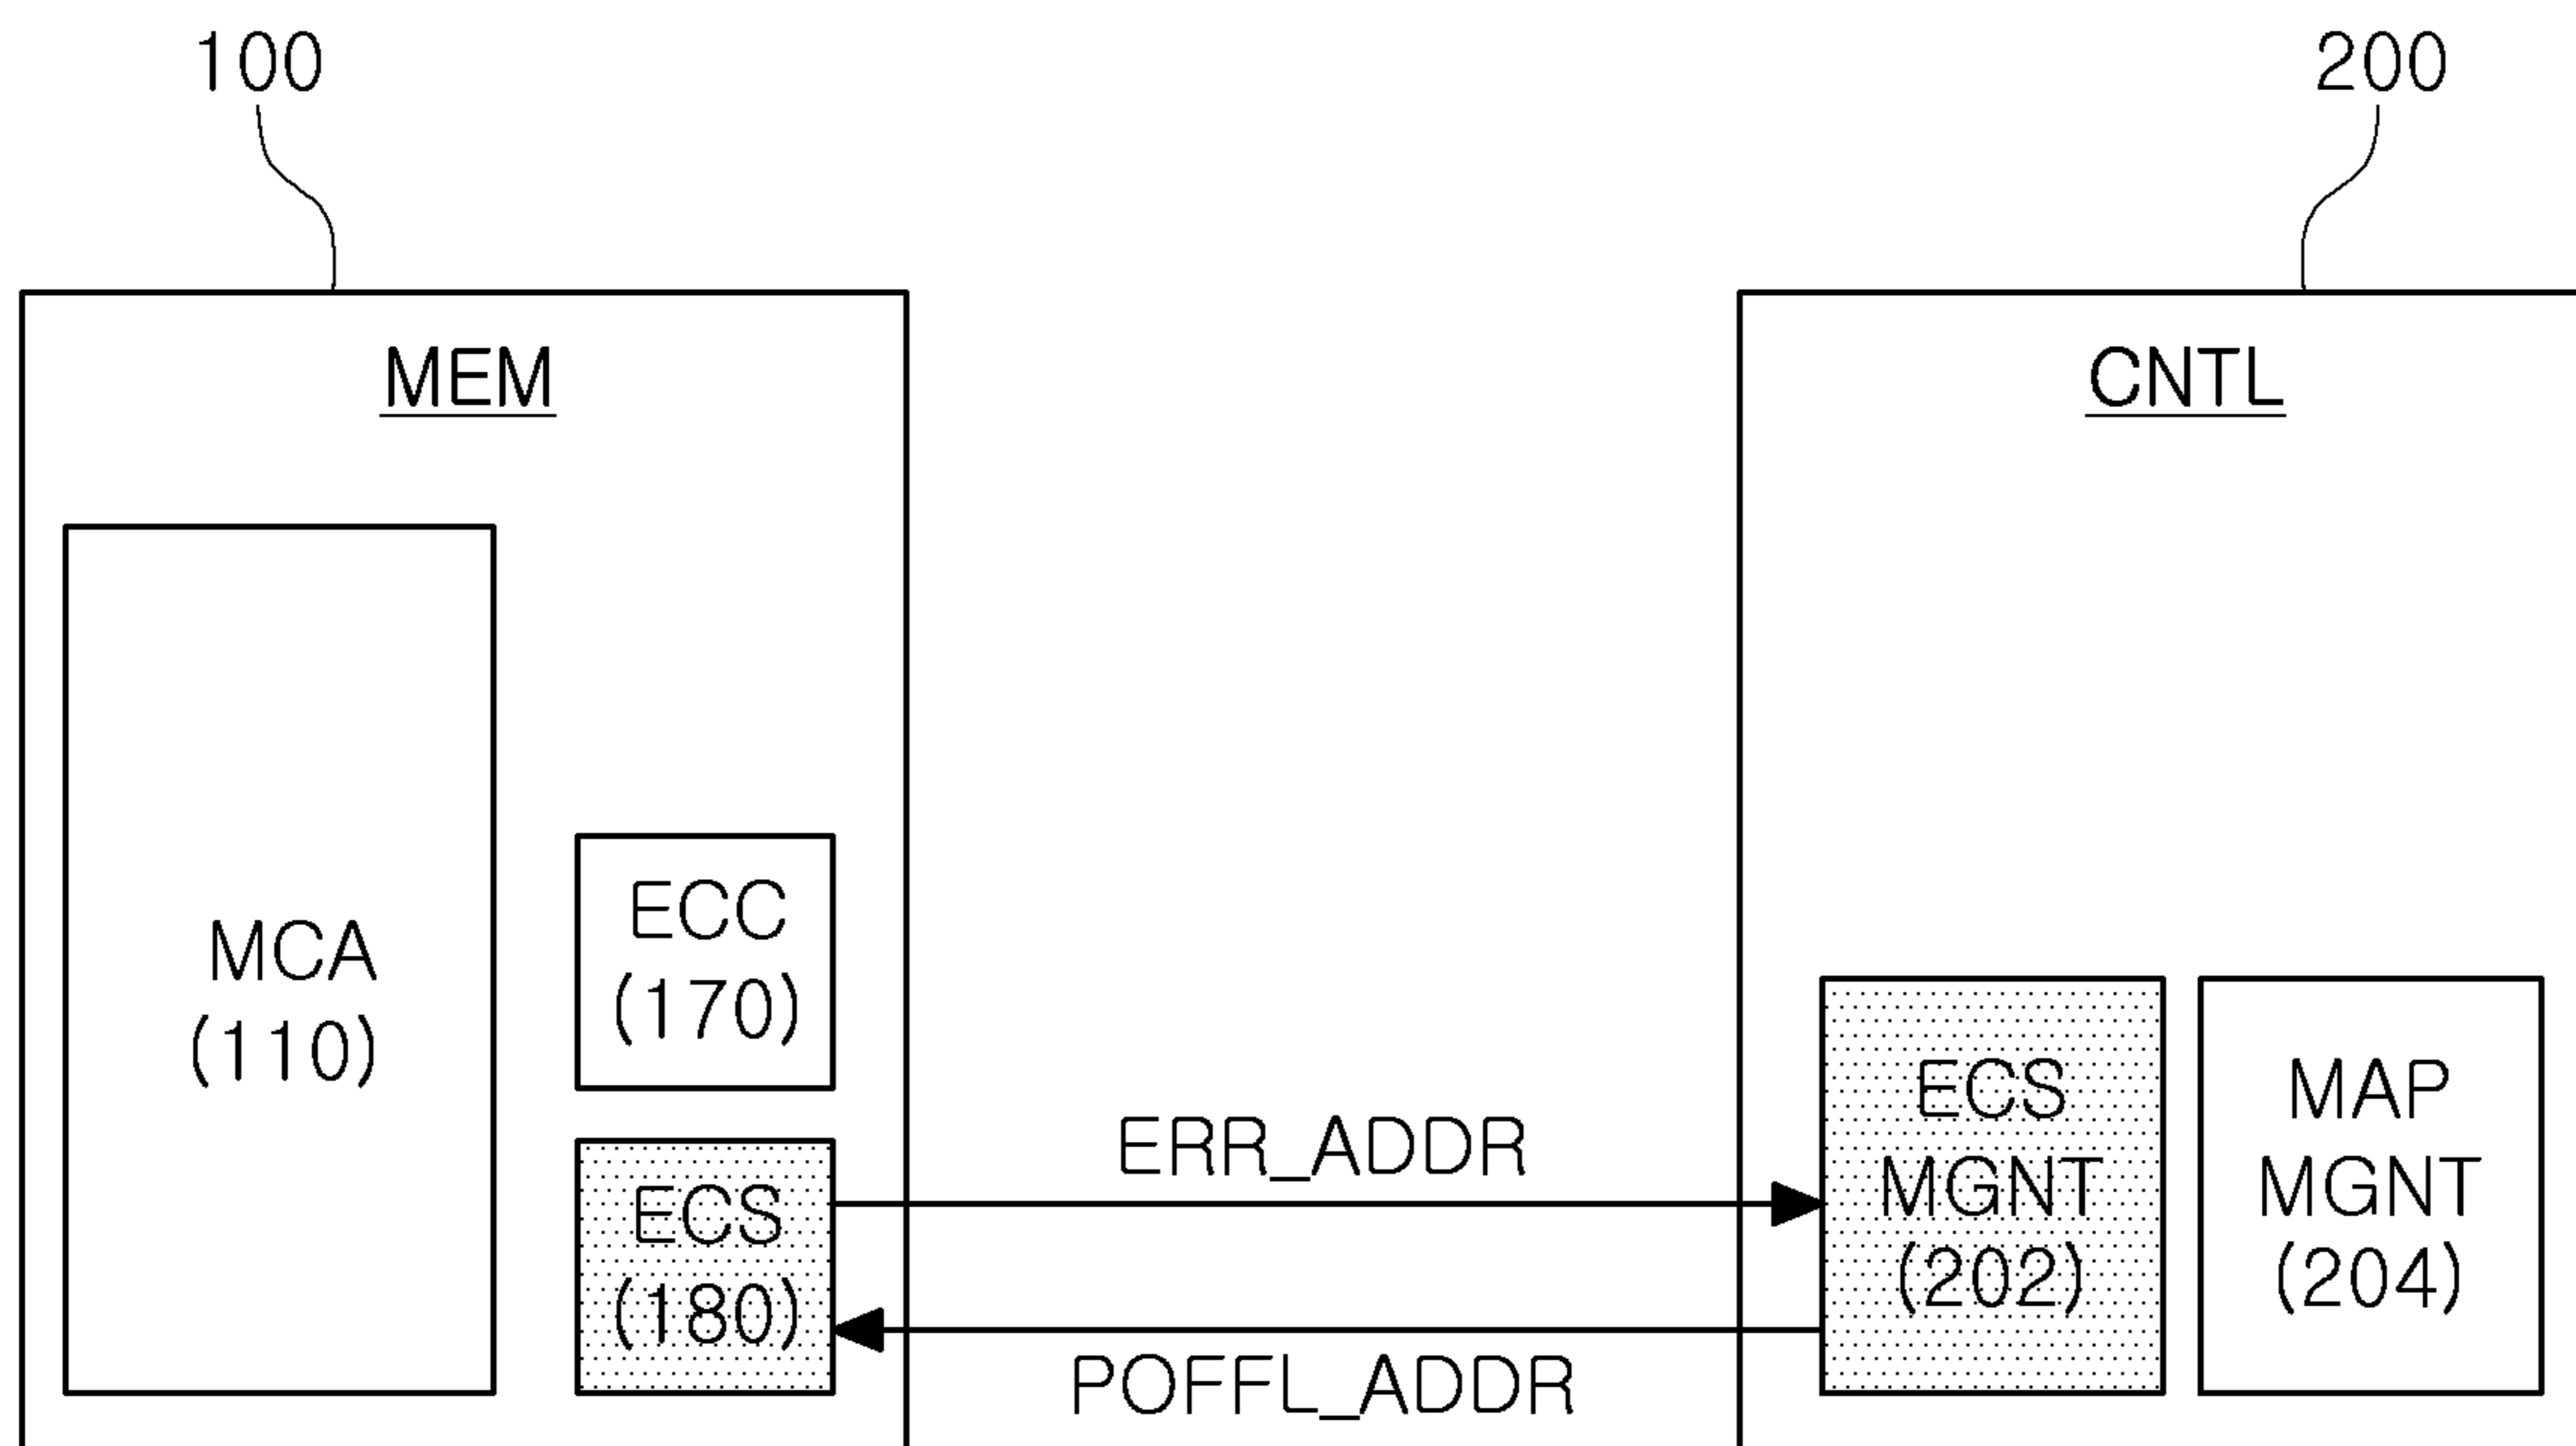 100
200
MEM
CNTL
MCA
(110)
ECC
(170)
ECS
(180)
ERR_ADDR
POFFL_ADDR
ECS
MGNT
(202)
MAP
MGNT
(204)